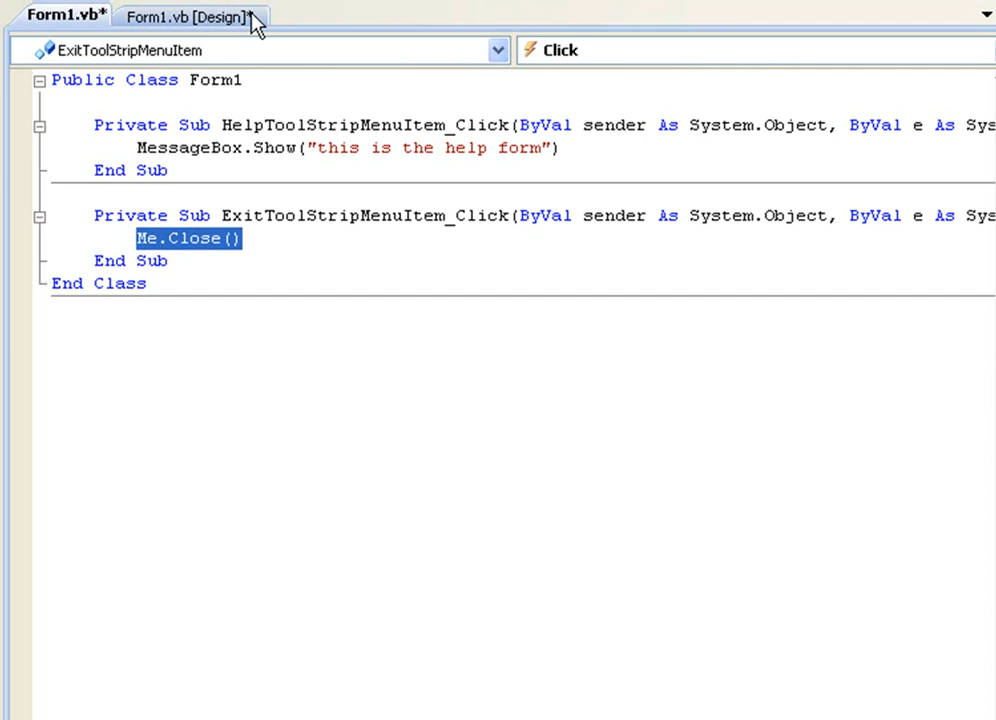 Form1.vb* Form1.vb [Design]*
ExitToolStripMenuItem Click
Public Class Form1
Private Sub HelpToolStripMenuItem_Click(ByVal sender As System.Object, ByVal e As Sys
MessageBox.Show("this is the help form")
End Sub
Private Sub ExitToolStripMenuItem_Click(ByVal sender As System.Object, ByVal e As Sys
Me.Close()
End Sub
End Class